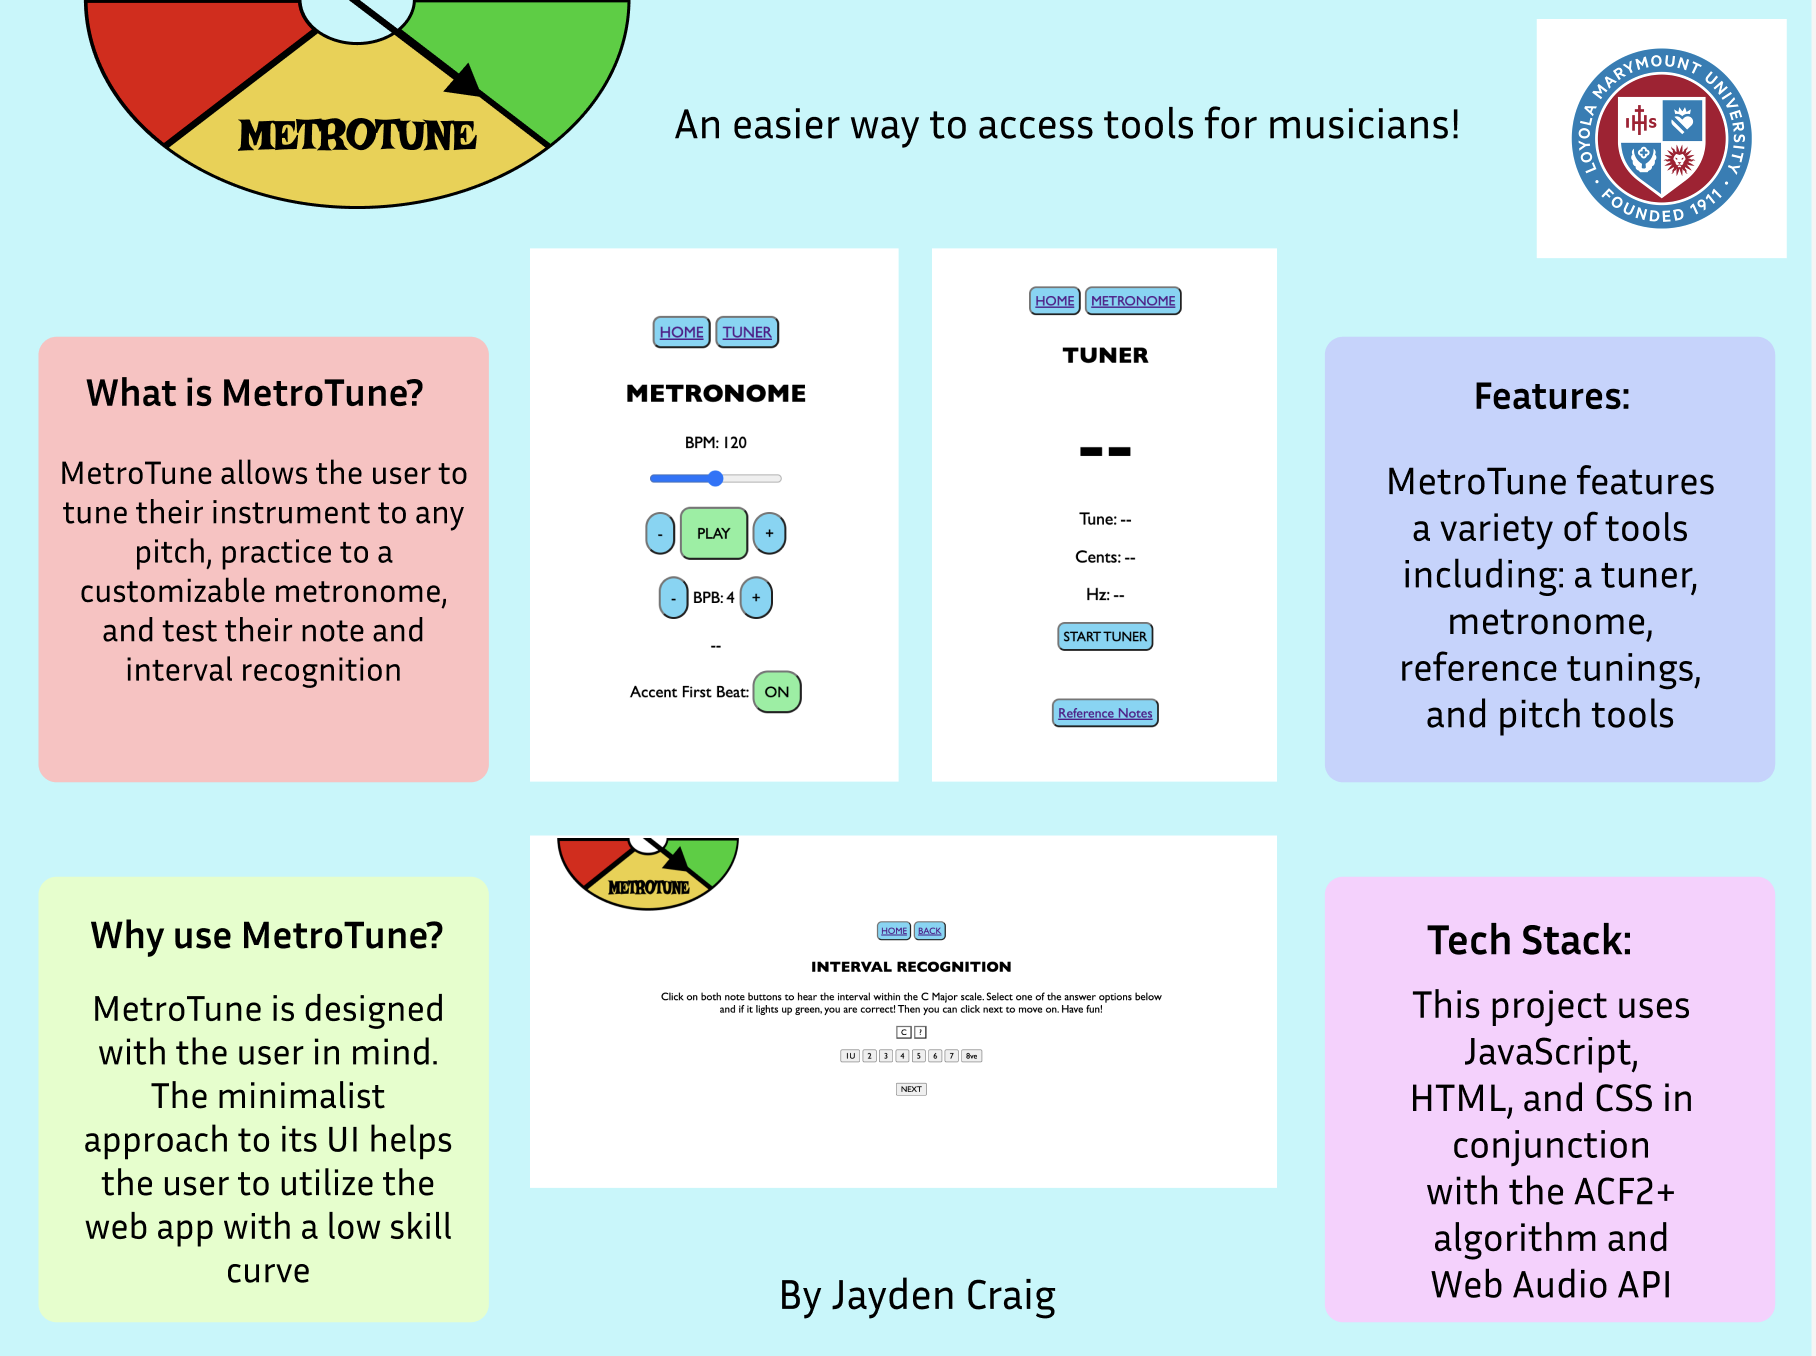 METROTUNE
An easier way to access tools for musicians!
LOYOLA MARYMOUNT UNIVERSITY
FOUNDED 1911
IHS
What is MetroTune?
MetroTune allows the user to
tune their instrument to any
pitch, practice to a
customizable metronome,
and test their note and
interval recognition
HOME TUNER
METRONOME
BPM: 120
- PLAY +
- BPB: 4 +
--
Accent First Beat: ON
HOME METRONOME
TUNER
--
Tune: --
Cents: --
Hz: --
START TUNER
Reference Notes
Features:
MetroTune features
a variety of tools
including: a tuner,
metronome,
reference tunings,
and pitch tools
Why use MetroTune?
MetroTune is designed
with the user in mind.
The minimalist
approach to its UI helps
the user to utilize the
web app with a low skill
curve
METROTUNE
HOME BACK
INTERVAL RECOGNITION
Click on both note buttons to hear the interval within the C Major scale. Select one of the answer options below
and if it lights up green, you are correct! Then you can click next to move on. Have fun!
C ?
1U 2 3 4 5 6 7 8ve
NEXT
Tech Stack:
This project uses
JavaScript,
HTML, and CSS in
conjunction
with the ACF2+
algorithm and
Web Audio API
By Jayden Craig